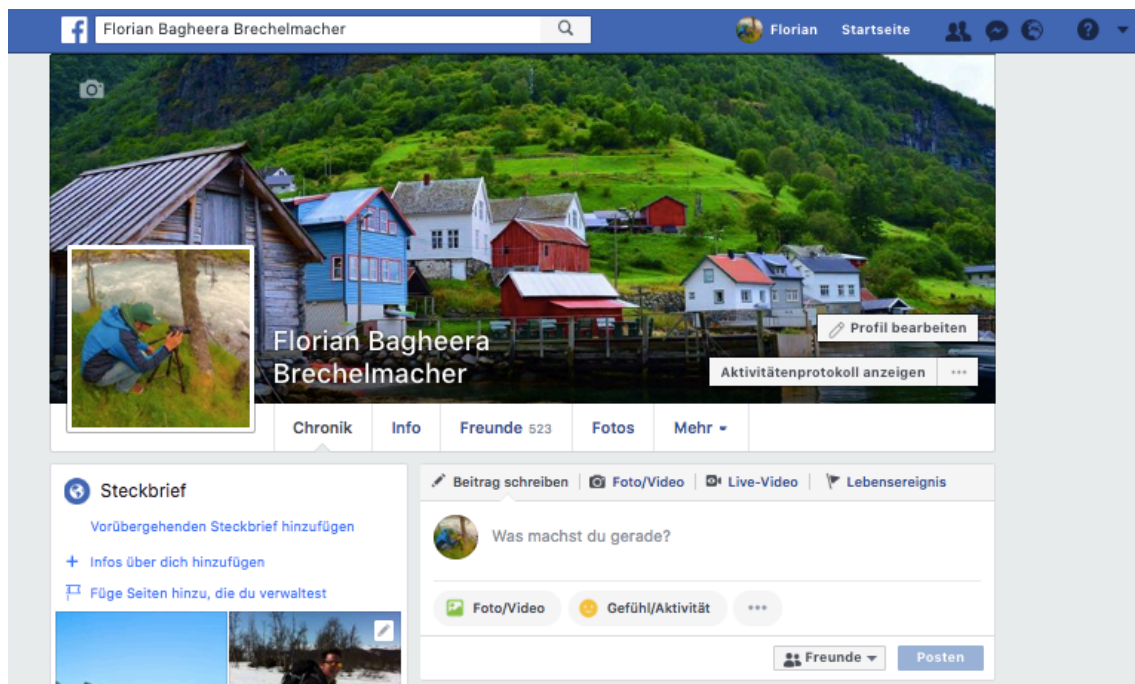 Florian Bagheera Brechelmacher
Florian Startseite
Profil bearbeiten
Florian Bagheera
Brechelmacher
Aktivitätenprotokoll anzeigen
Chronik Info Freunde 523 Fotos Mehr
Steckbrief
Vorübergehenden Steckbrief hinzufügen
Infos über dich hinzufügen
Füge Seiten hinzu, die du verwaltest
Beitrag schreiben Foto/Video Live-Video Lebensereignis
Was machst du gerade?
Foto/Video Gefühl/Aktivität
Freunde Posten